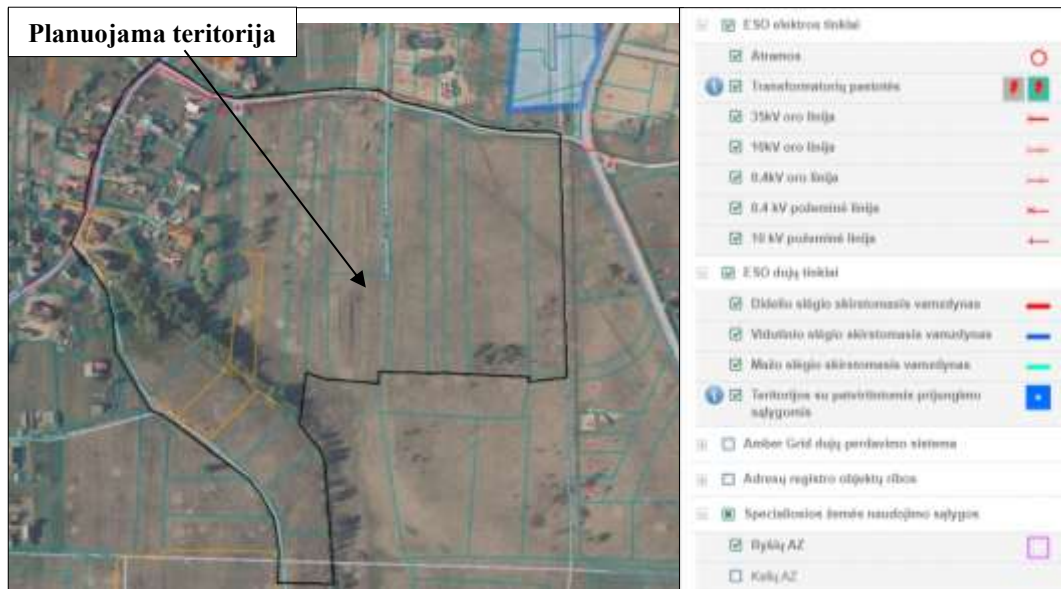 Planuojama teritorija
ESO elektros tinklai
Atramos
Transformatorių pastotės
35kV oro linija
10kV oro linija
0.4kV oro linija
0.4 kV požeminė linija
10 kV požeminė linija
ESO dujų tinklai
Didelio slėgio skirstomasis vamzdynas
Vidutinio slėgio skirstomasis vamzdynas
Mažo slėgio skirstomasis vamzdynas
Teritorijos su patvirtintomis prijungimo
sąlygomis
Amber Grid dujų perdavimo sistema
Adresų registro objektų ribos
Specialiosios žemės naudojimo sąlygos
Ryšių AZ
Kelių AZ